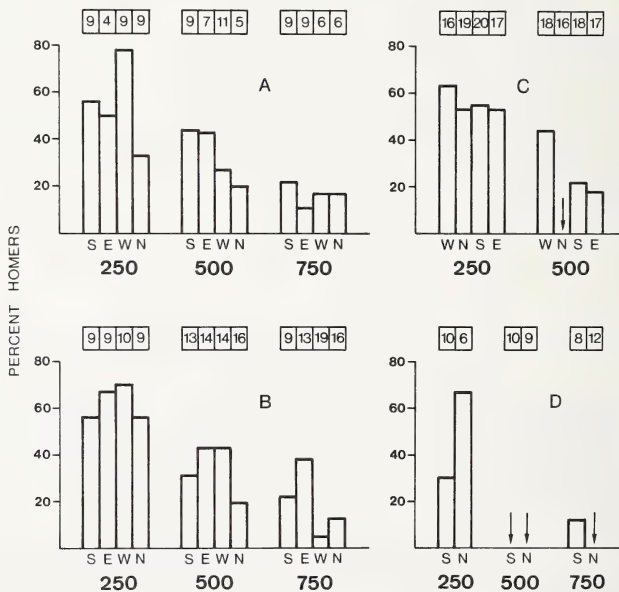 PERCENT HOMERS
9 4 9 9
9 7 11 5
9 9 6 6
A
80
60
40
20
S E W N
S E W N
S E W N
250
500
750
16 19 20 17
18 16 18 17
C
80
60
40
20
W N S E
W N S E
250
500
9 9 10 9
13 14 14 16
9 13 19 16
B
80
60
40
20
S E W N
S E W N
S E W N
250
500
750
10 6
10 9
8 12
D
80
60
40
20
S N
S N
S N
250
500
750